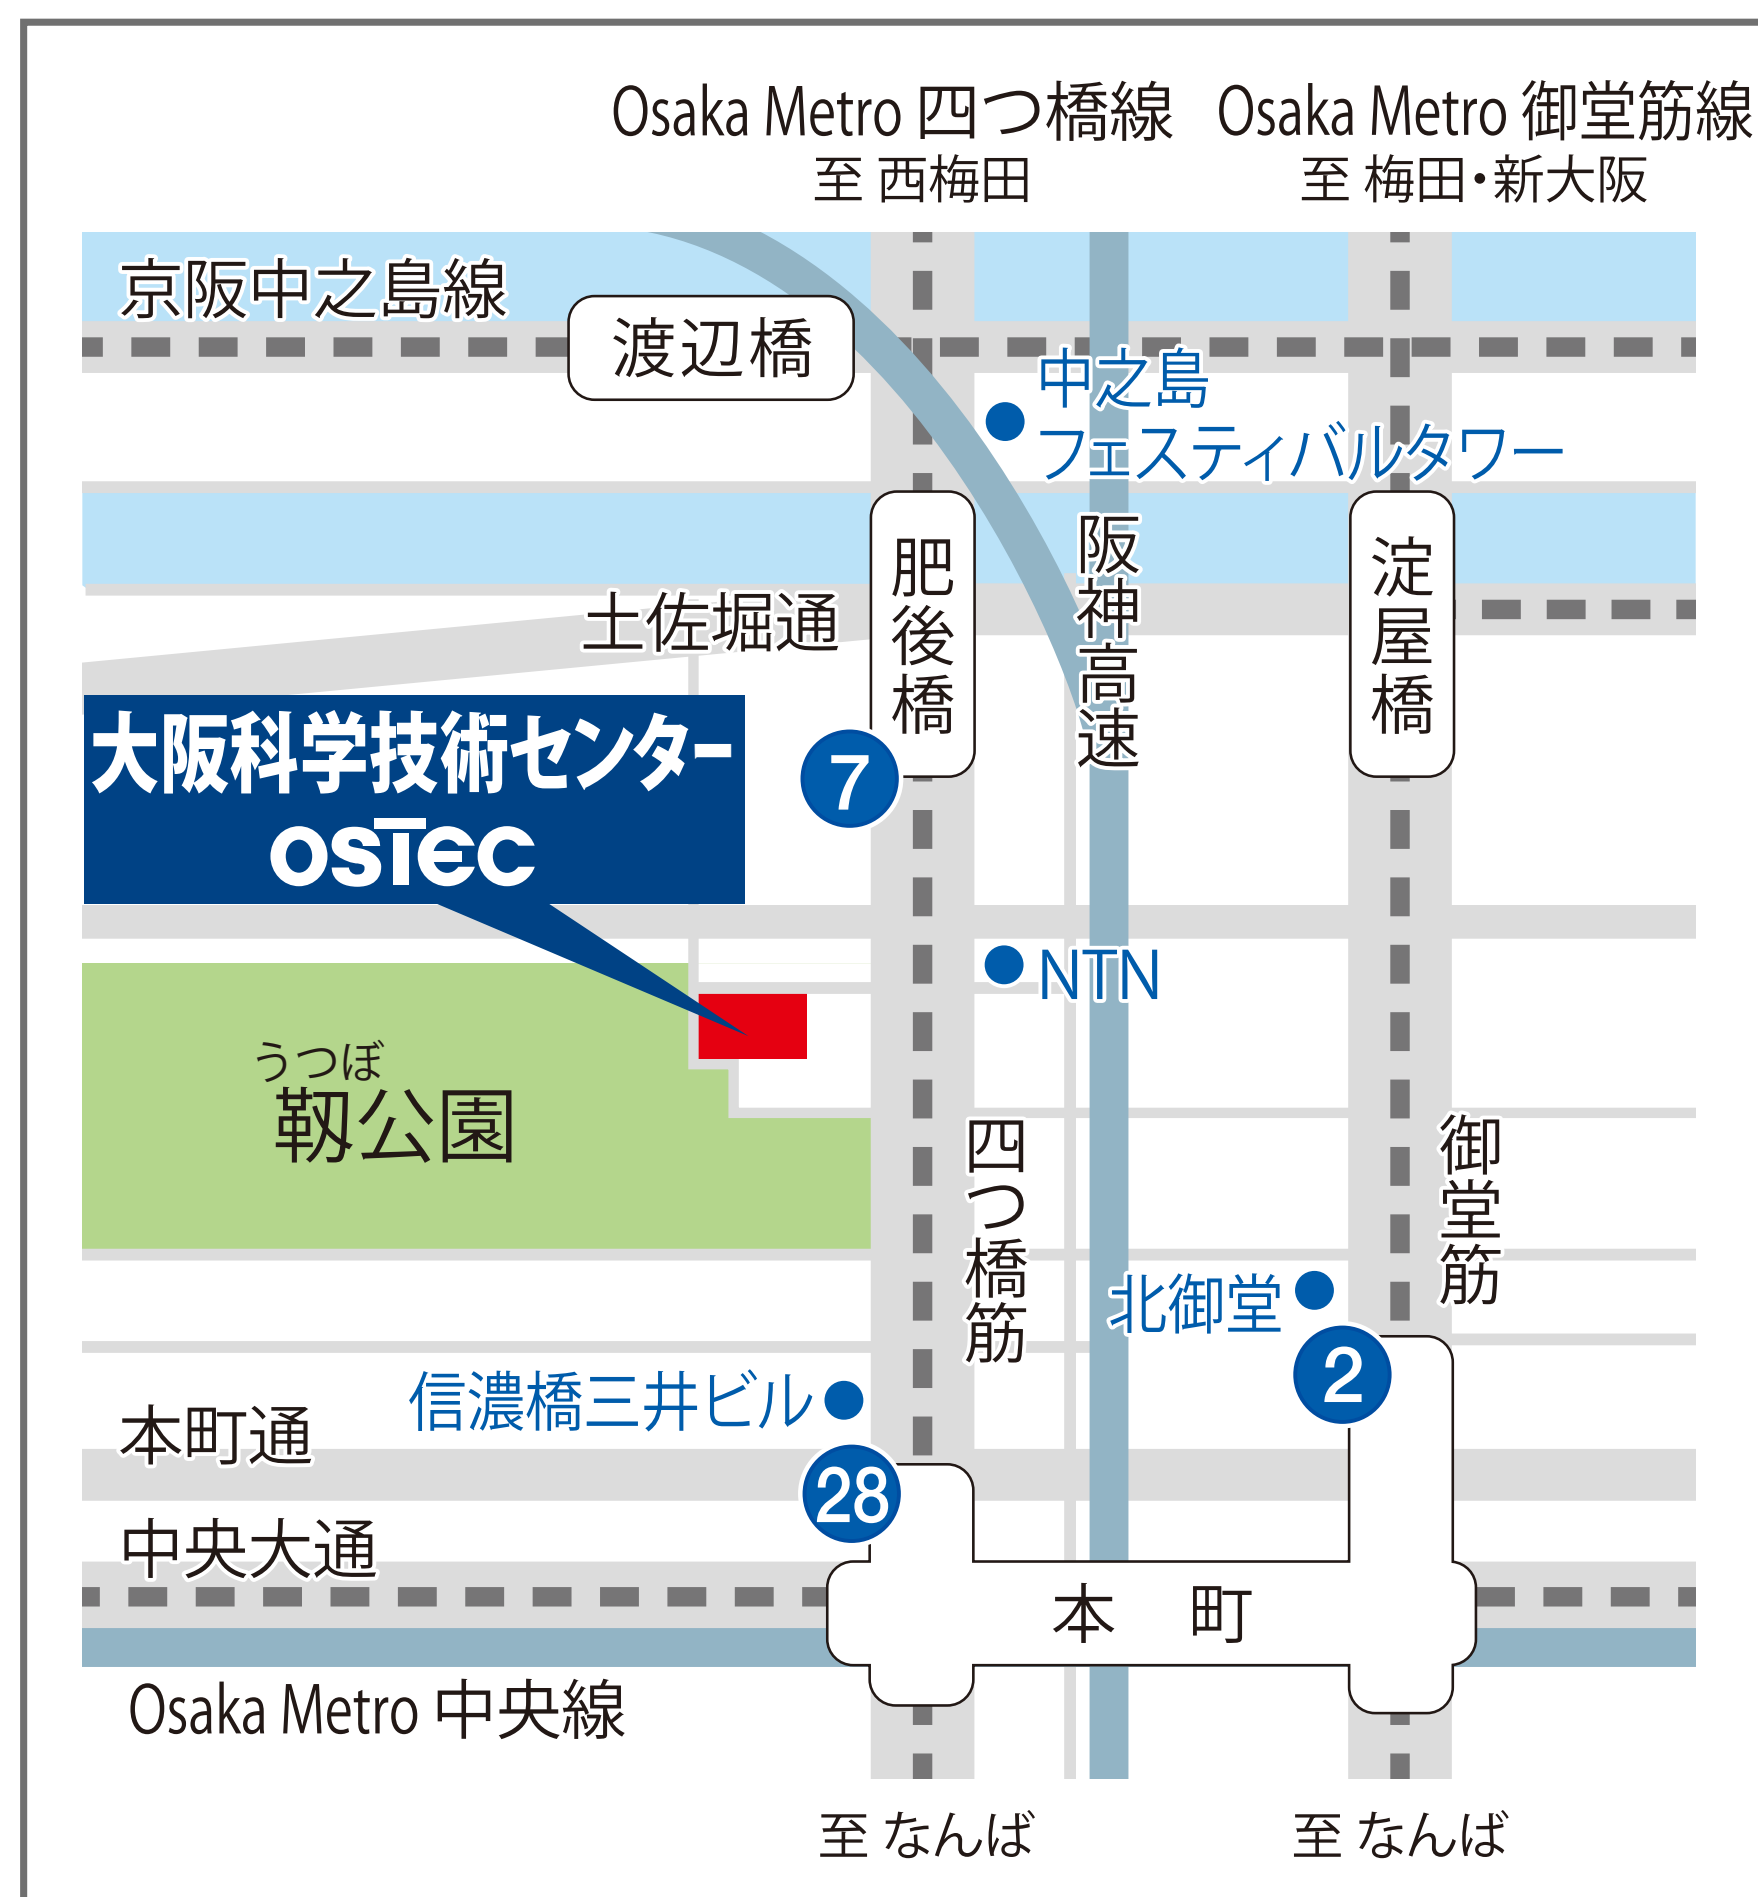 Osaka Metro 四つ橋線
至 西梅田
Osaka Metro 御堂筋線
至 梅田・新大阪
京阪中之島線
渡辺橋
中之島
フェスティバルタワー
肥後橋
阪神高速
淀屋橋
土佐堀通
大阪科学技術センター
OSTEC
7
NTN
うつぼ
靱公園
四つ橋筋
御堂筋
北御堂
2
信濃橋三井ビル
本町通
28
中央大通
本町
Osaka Metro 中央線
至 なんば
至 なんば